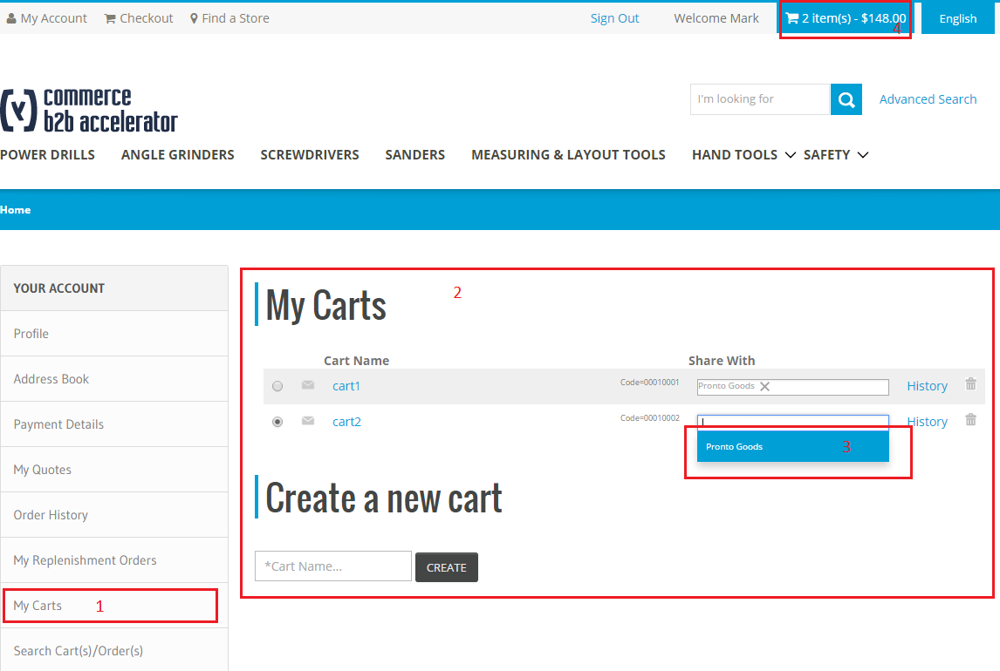 My Account Checkout Find a Store Sign Out Welcome Mark 2 item(s) - $148.00 English
4
(y) commerce
b2b accelerator
I'm looking for Advanced Search
POWER DRILLS ANGLE GRINDERS SCREWDRIVERS SANDERS MEASURING & LAYOUT TOOLS HAND TOOLS SAFETY
Home
YOUR ACCOUNT
Profile
Address Book
Payment Details
My Quotes
Order History
My Replenishment Orders
My Carts 1
Search Cart(s)/Order(s)
My Carts 2
Cart Name Share With
cart1 Code=00010001 Pronto Goods History
cart2 Code=00010002 History
Pronto Goods 3
Create a new cart
*Cart Name... CREATE